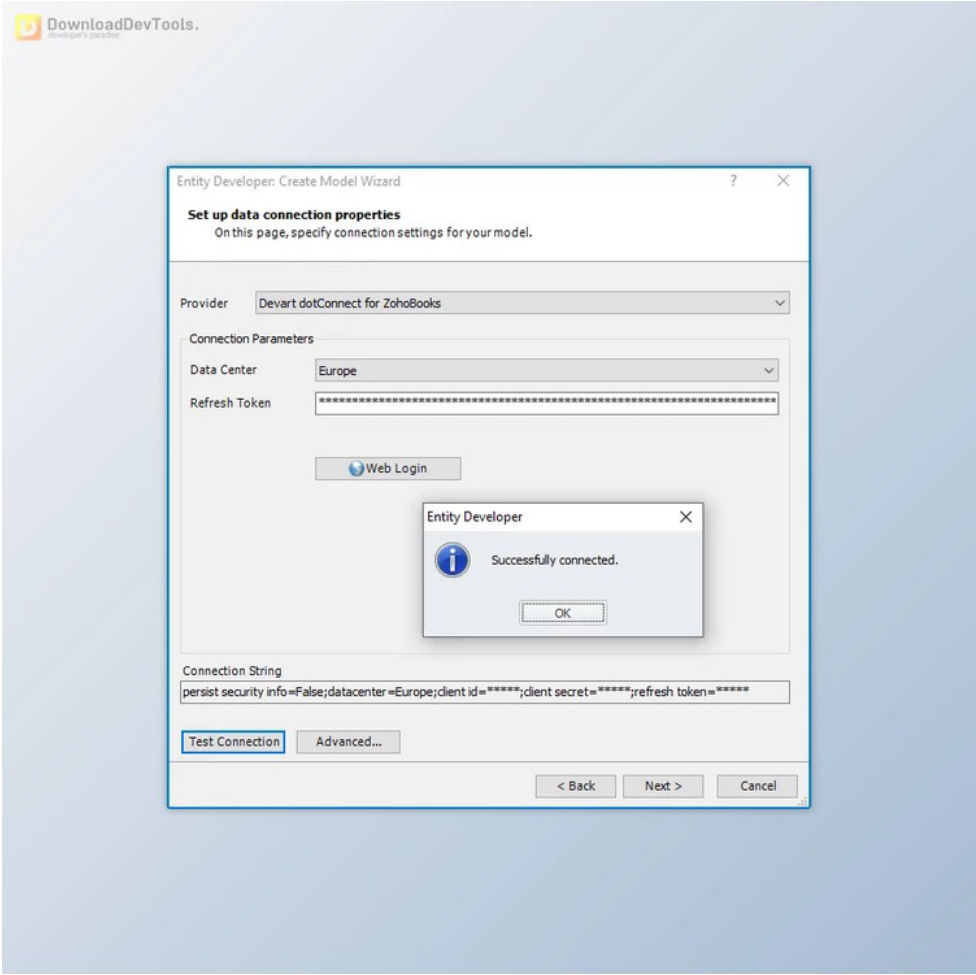 DownloadDevTools.
developer's paradise
Entity Developer: Create Model Wizard ?
Set up data connection properties
On this page, specify connection settings for your model.
Provider Devart dotConnect for ZohoBooks
Connection Parameters
Data Center Europe
Refresh Token **********************************************************************
Web Login
Entity Developer
Successfully connected.
OK
Connection String
persist security info=False;datacenter=Europe;client id=*****;client secret=*****;refresh token=*****
Test Connection Advanced...
< Back Next > Cancel